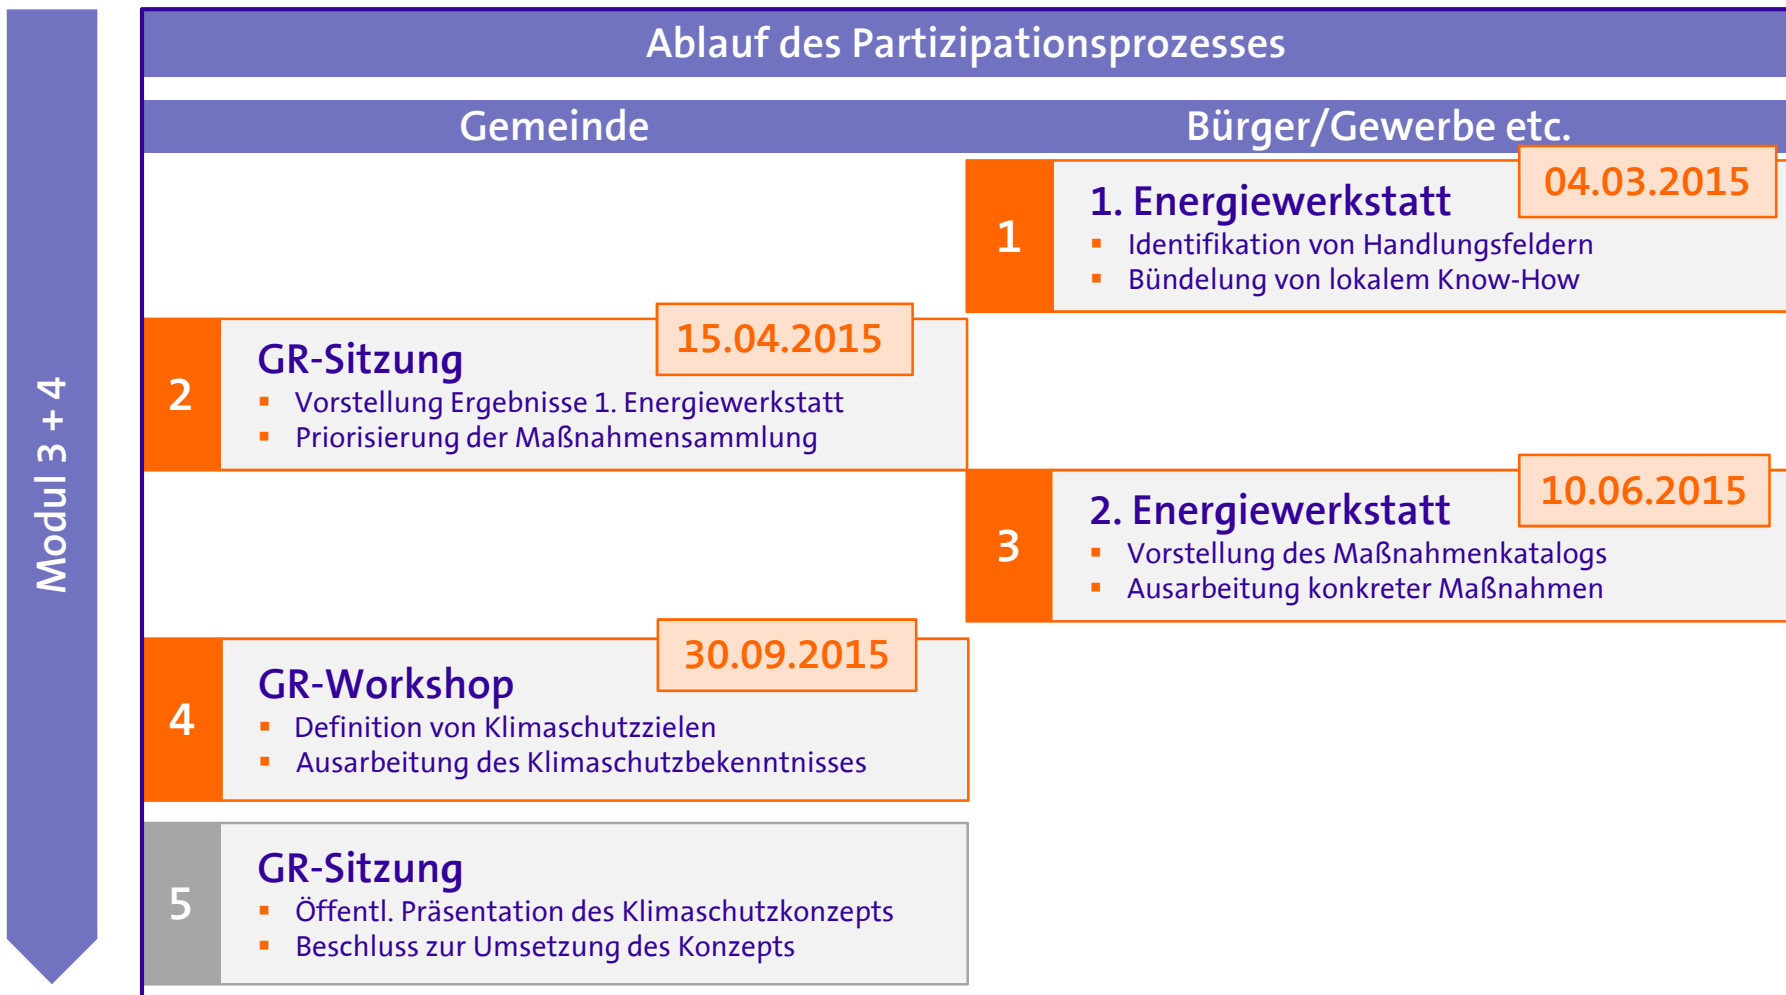 Ablauf des Partizipationsprozesses
Gemeinde
Bürger/Gewerbe etc.
Modul 3 + 4
1
1. Energiewerkstatt
04.03.2015
▪ Identifikation von Handlungsfeldern
▪ Bündelung von lokalem Know-How
2
GR-Sitzung
15.04.2015
▪ Vorstellung Ergebnisse 1. Energiewerkstatt
▪ Priorisierung der Maßnahmensammlung
3
2. Energiewerkstatt
10.06.2015
▪ Vorstellung des Maßnahmenkatalogs
▪ Ausarbeitung konkreter Maßnahmen
4
GR-Workshop
30.09.2015
▪ Definition von Klimaschutzzielen
▪ Ausarbeitung des Klimaschutzbekenntnisses
5
GR-Sitzung
▪ Öffentl. Präsentation des Klimaschutzkonzepts
▪ Beschluss zur Umsetzung des Konzepts